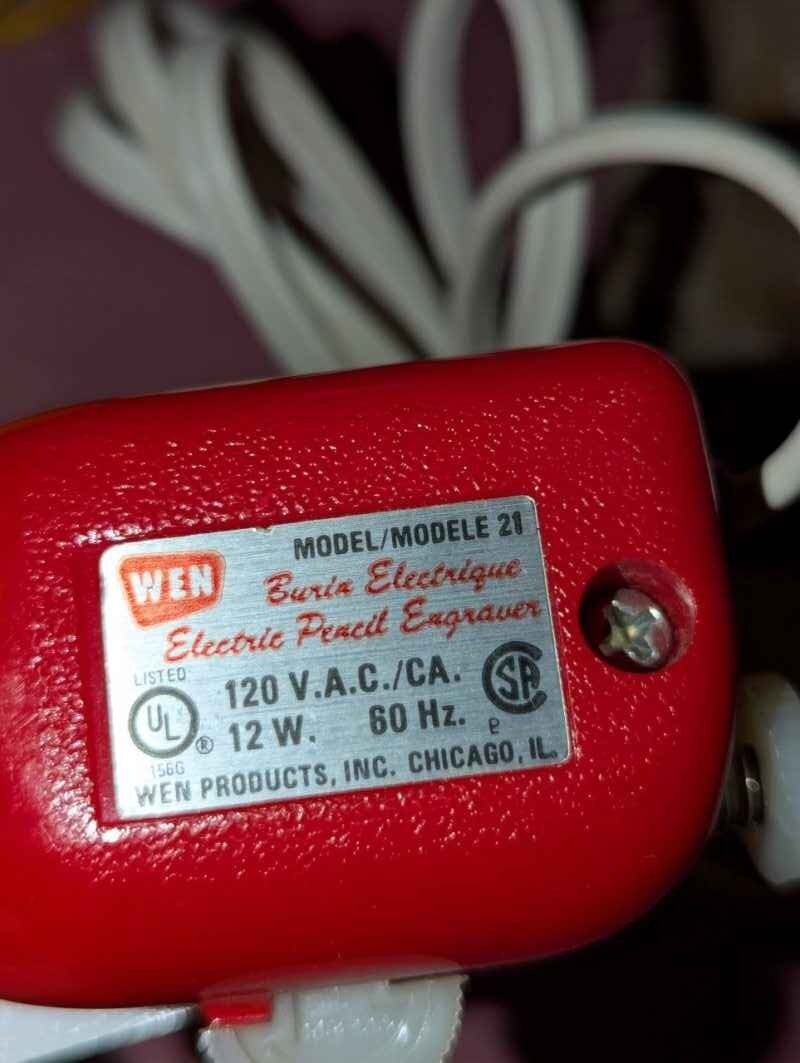 MODEL/MODELE 21
WEN
Burin Electrique
Electric Pencil Engraver
LISTED
UL
®
156G
120 V.A.C./CA.
12 W. 60 Hz.
SA
e
WEN PRODUCTS, INC. CHICAGO, IL.